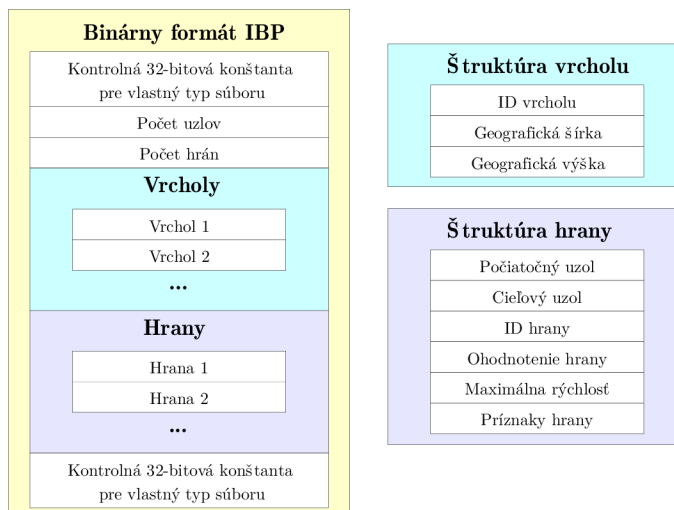 Binárny formát IBP
Kontrolná 32-bitová konštanta
pre vlastný typ súboru
Počet uzlov
Počet hrán
Vrcholy
Vrchol 1
Vrchol 2
...
Hrany
Hrana 1
Hrana 2
...
Kontrolná 32-bitová konštanta
pre vlastný typ súboru
Štruktúra vrcholu
ID vrcholu
Geografická šírka
Geografická výška
Štruktúra hrany
Počiatočný uzol
Cieľový uzol
ID hrany
Ohodnotenie hrany
Maximálna rýchlosť
Príznaky hrany